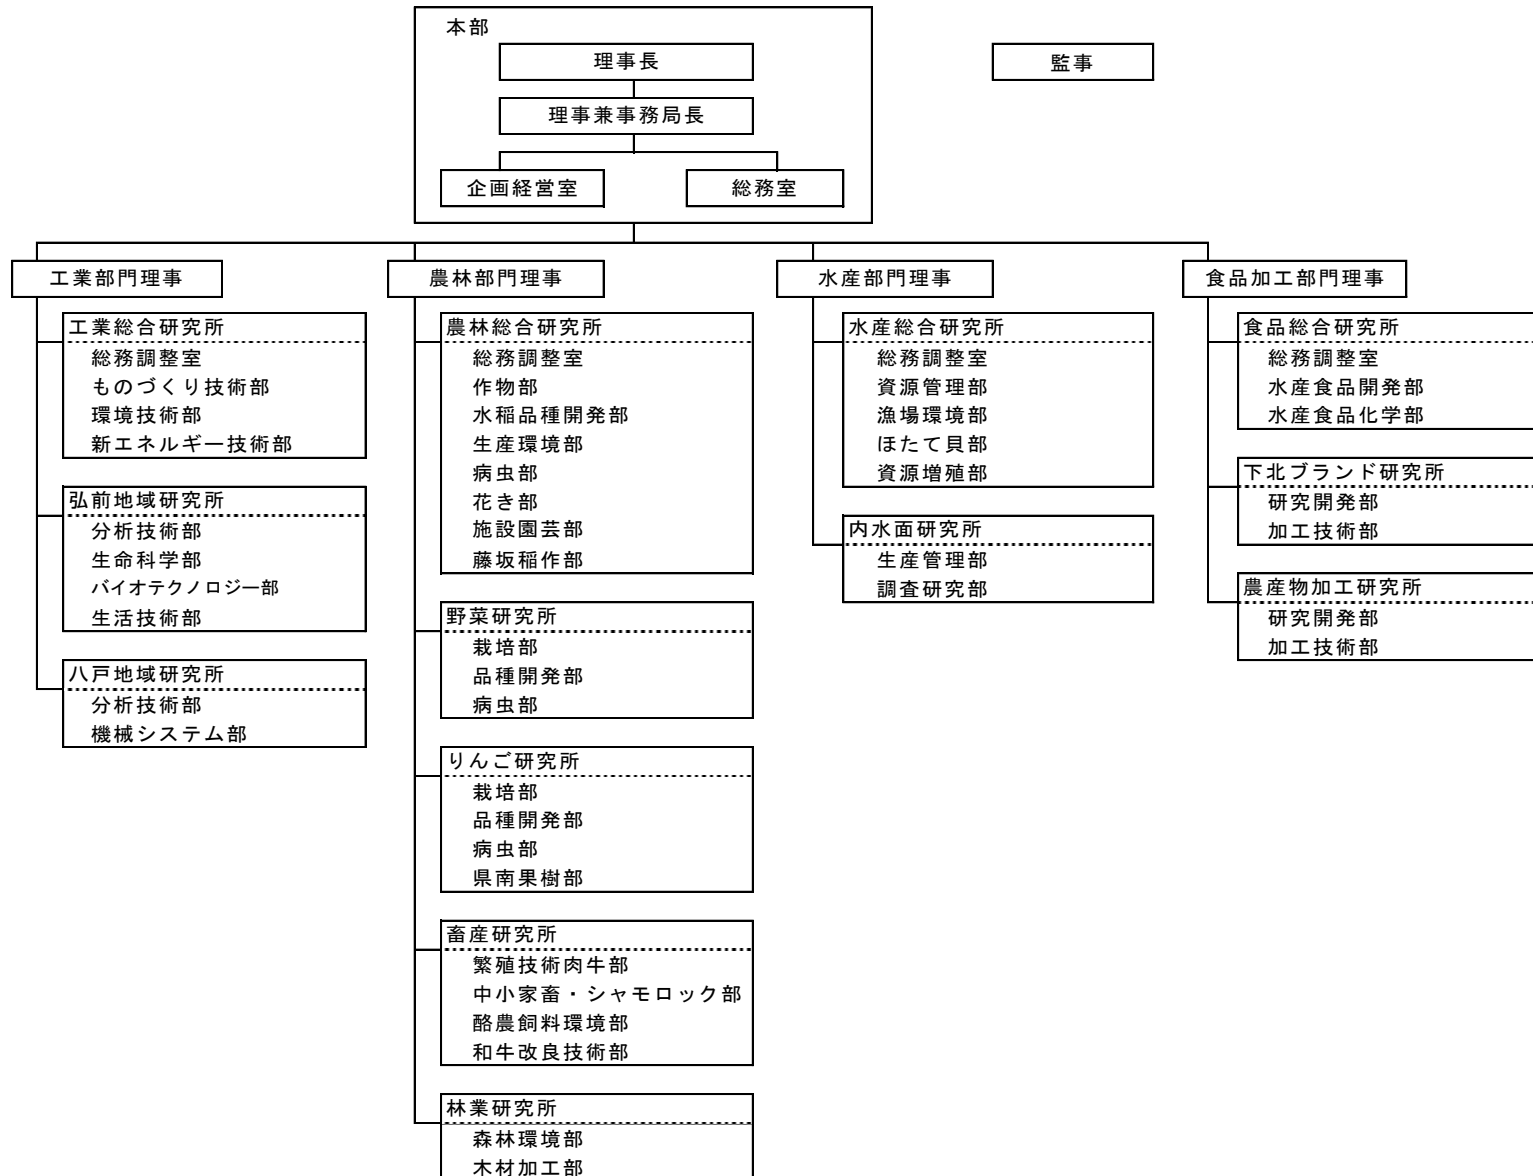 本部
理事長
監事
理事兼事務局長
企画経営室
総務室
工業部門理事
工業総合研究所
総務調整室
ものづくり技術部
環境技術部
新エネルギー技術部
弘前地域研究所
分析技術部
生命科学部
バイオテクノロジー部
生活技術部
八戸地域研究所
分析技術部
機械システム部
農林部門理事
農林総合研究所
総務調整室
作物部
水稲品種開発部
生産環境部
病虫部
花き部
施設園芸部
藤坂稲作部
野菜研究所
栽培部
品種開発部
病虫部
りんご研究所
栽培部
品種開発部
病虫部
県南果樹部
畜産研究所
繁殖技術肉牛部
中小家畜・シャモロック部
酪農飼料環境部
和牛改良技術部
林業研究所
森林環境部
木材加工部
水産部門理事
水産総合研究所
総務調整室
資源管理部
漁場環境部
ほたて貝部
資源増殖部
内水面研究所
生産管理部
調査研究部
食品加工部門理事
食品総合研究所
総務調整室
水産食品開発部
水産食品化学部
下北ブランド研究所
研究開発部
加工技術部
農産物加工研究所
研究開発部
加工技術部